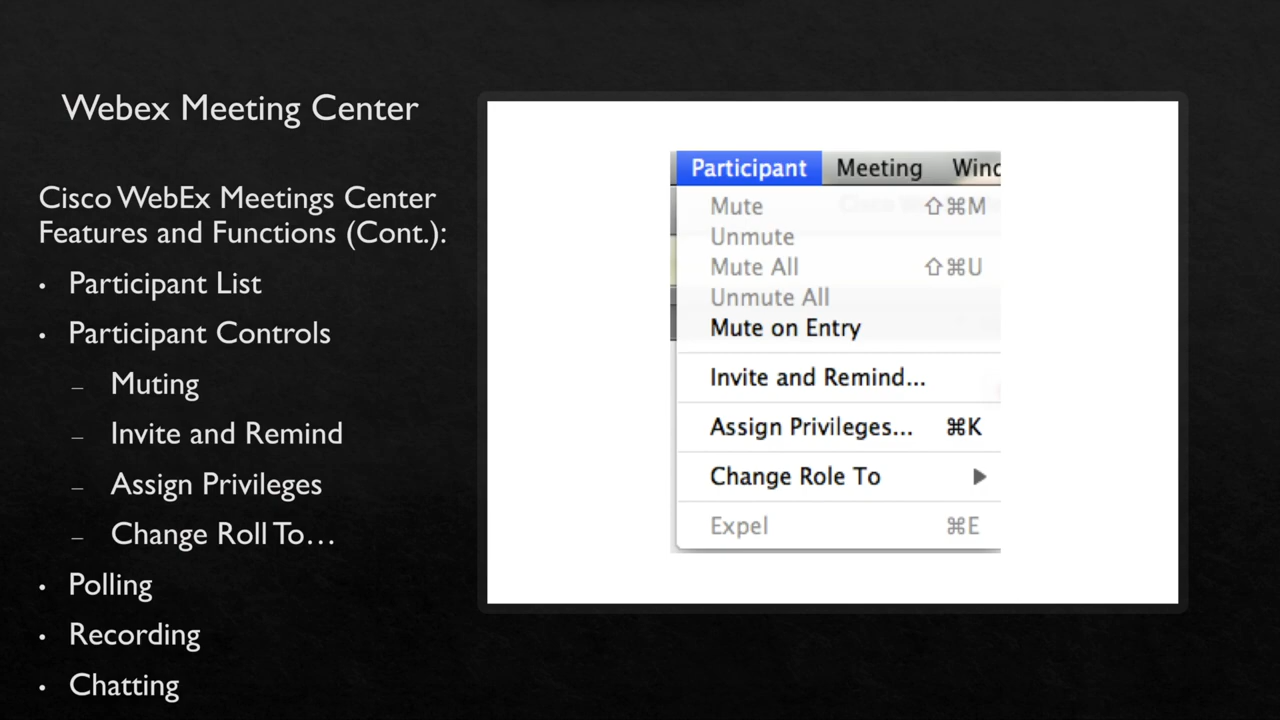 Webex Meeting Center
Cisco WebEx Meetings Center
Features and Functions (Cont.):
• Participant List
• Participant Controls
– Muting
– Invite and Remind
– Assign Privileges
– Change Roll To…
• Polling
• Recording
• Chatting
Participant Meeting Wind
Mute ⇧⌘M
Unmute
Mute All ⇧⌘U
Unmute All
Mute on Entry
Invite and Remind...
Assign Privileges... ⌘K
Change Role To ▶
Expel ⌘E